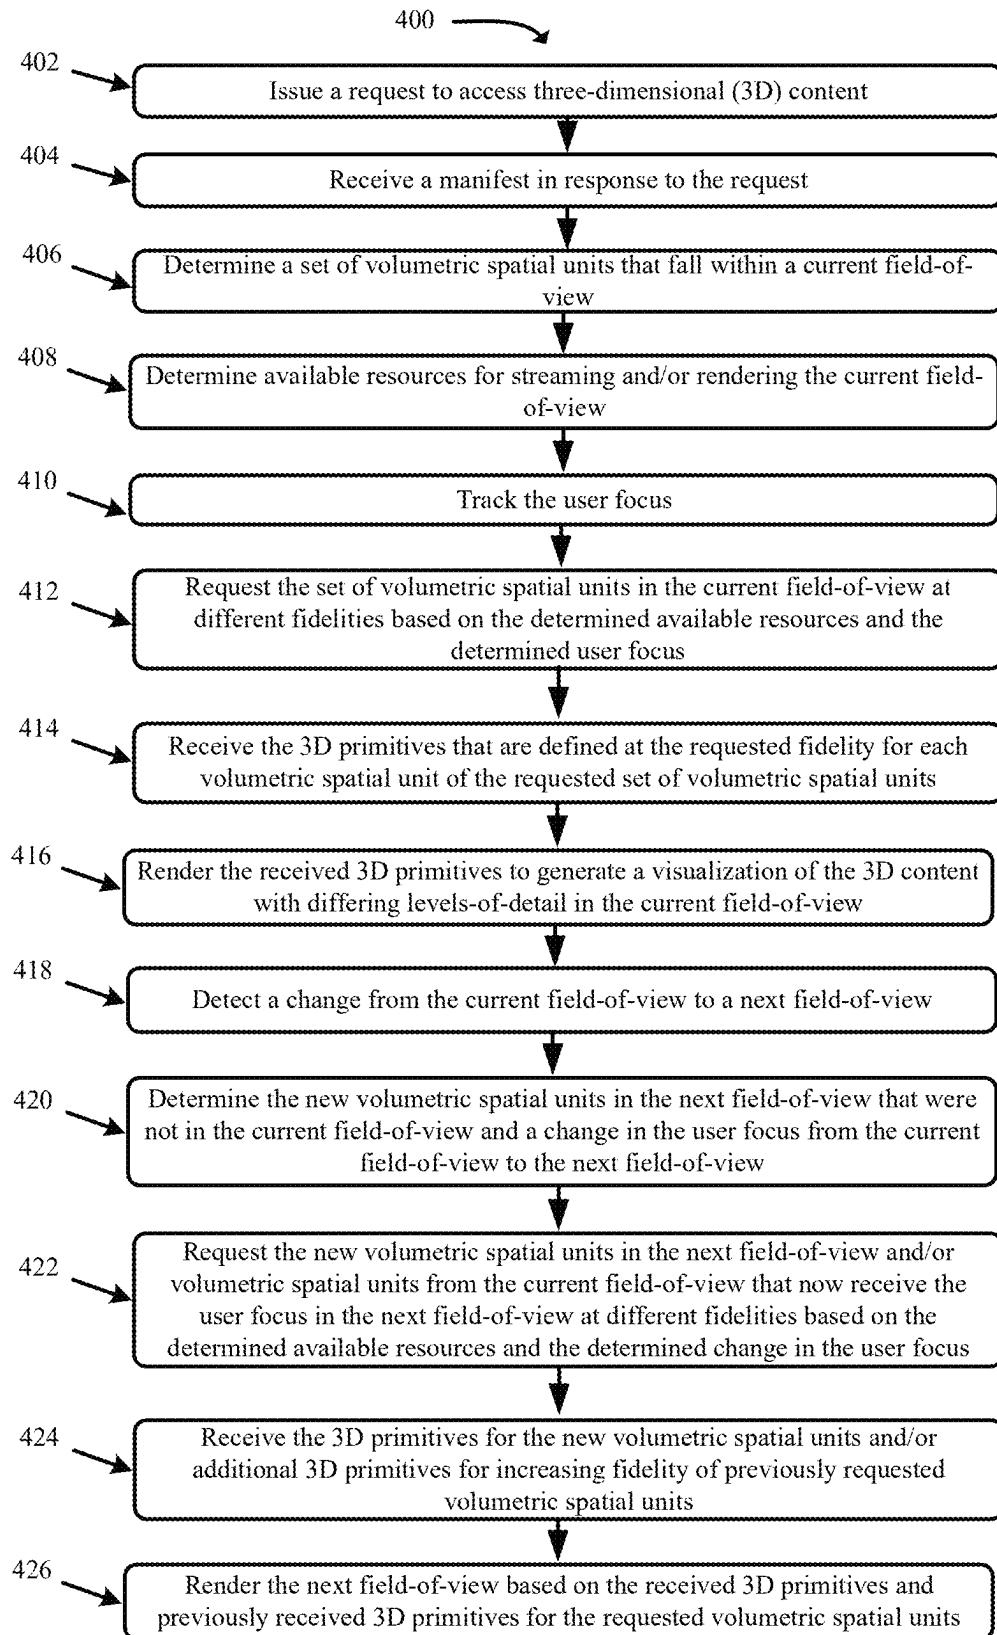 400
402
Issue a request to access three-dimensional (3D) content
404
Receive a manifest in response to the request
406
Determine a set of volumetric spatial units that fall within a current field-of-
view
408
Determine available resources for streaming and/or rendering the current field-
of-view
410
Track the user focus
412
Request the set of volumetric spatial units in the current field-of-view at
different fidelities based on the determined available resources and the
determined user focus
414
Receive the 3D primitives that are defined at the requested fidelity for each
volumetric spatial unit of the requested set of volumetric spatial units
416
Render the received 3D primitives to generate a visualization of the 3D content
with differing levels-of-detail in the current field-of-view
418
Detect a change from the current field-of-view to a next field-of-view
420
Determine the new volumetric spatial units in the next field-of-view that were
not in the current field-of-view and a change in the user focus from the current
field-of-view to the next field-of-view
422
Request the new volumetric spatial units in the next field-of-view and/or
volumetric spatial units from the current field-of-view that now receive the
user focus in the next field-of-view at different fidelities based on the
determined available resources and the determined change in the user focus
424
Receive the 3D primitives for the new volumetric spatial units and/or
additional 3D primitives for increasing fidelity of previously requested
volumetric spatial units
426
Render the next field-of-view based on the received 3D primitives and
previously received 3D primitives for the requested volumetric spatial units